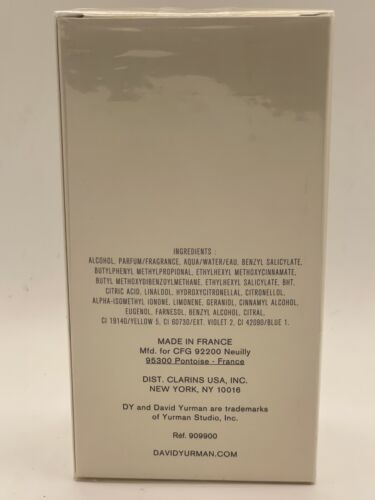 INGREDIENTS :
ALCOHOL, PARFUM/FRAGRANCE, AQUA/WATER/EAU, BENZYL SALICYLATE,
BUTYLPHENYL METHYLPROPIONAL, ETHYLHEXYL METHOXYCINNAMATE,
BUTYL METHOXYDIBENZOYLMETHANE, ETHYLHEXYL SALICYLATE, BHT,
CITRIC ACID, LINALOOL, HYDROXYCITRONELLAL, CITRONELLOL,
ALPHA-ISOMETHYL IONONE, LIMONENE, GERANIOL, CINNAMYL ALCOHOL,
EUGENOL, FARNESOL, BENZYL ALCOHOL, CITRAL,
CI 19140/YELLOW 5, CI 60730/EXT. VIOLET 2, CI 42090/BLUE 1.
MADE IN FRANCE
Mfd. for CFG 92200 Neuilly
95300 Pontoise - France
DIST. CLARINS USA, INC.
NEW YORK, NY 10016
DY and David Yurman are trademarks
of Yurman Studio, Inc.
Réf. 909900
DAVIDYURMAN.COM